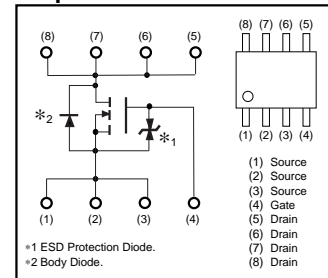 (8) (7) (6) (5)
∗2
∗1
(1) (2) (3) (4)
∗1 ESD Protection Diode.
∗2 Body Diode.
(8) (7) (6) (5)
(1) (2) (3) (4)
(1) Source
(2) Source
(3) Source
(4) Gate
(5) Drain
(6) Drain
(7) Drain
(8) Drain